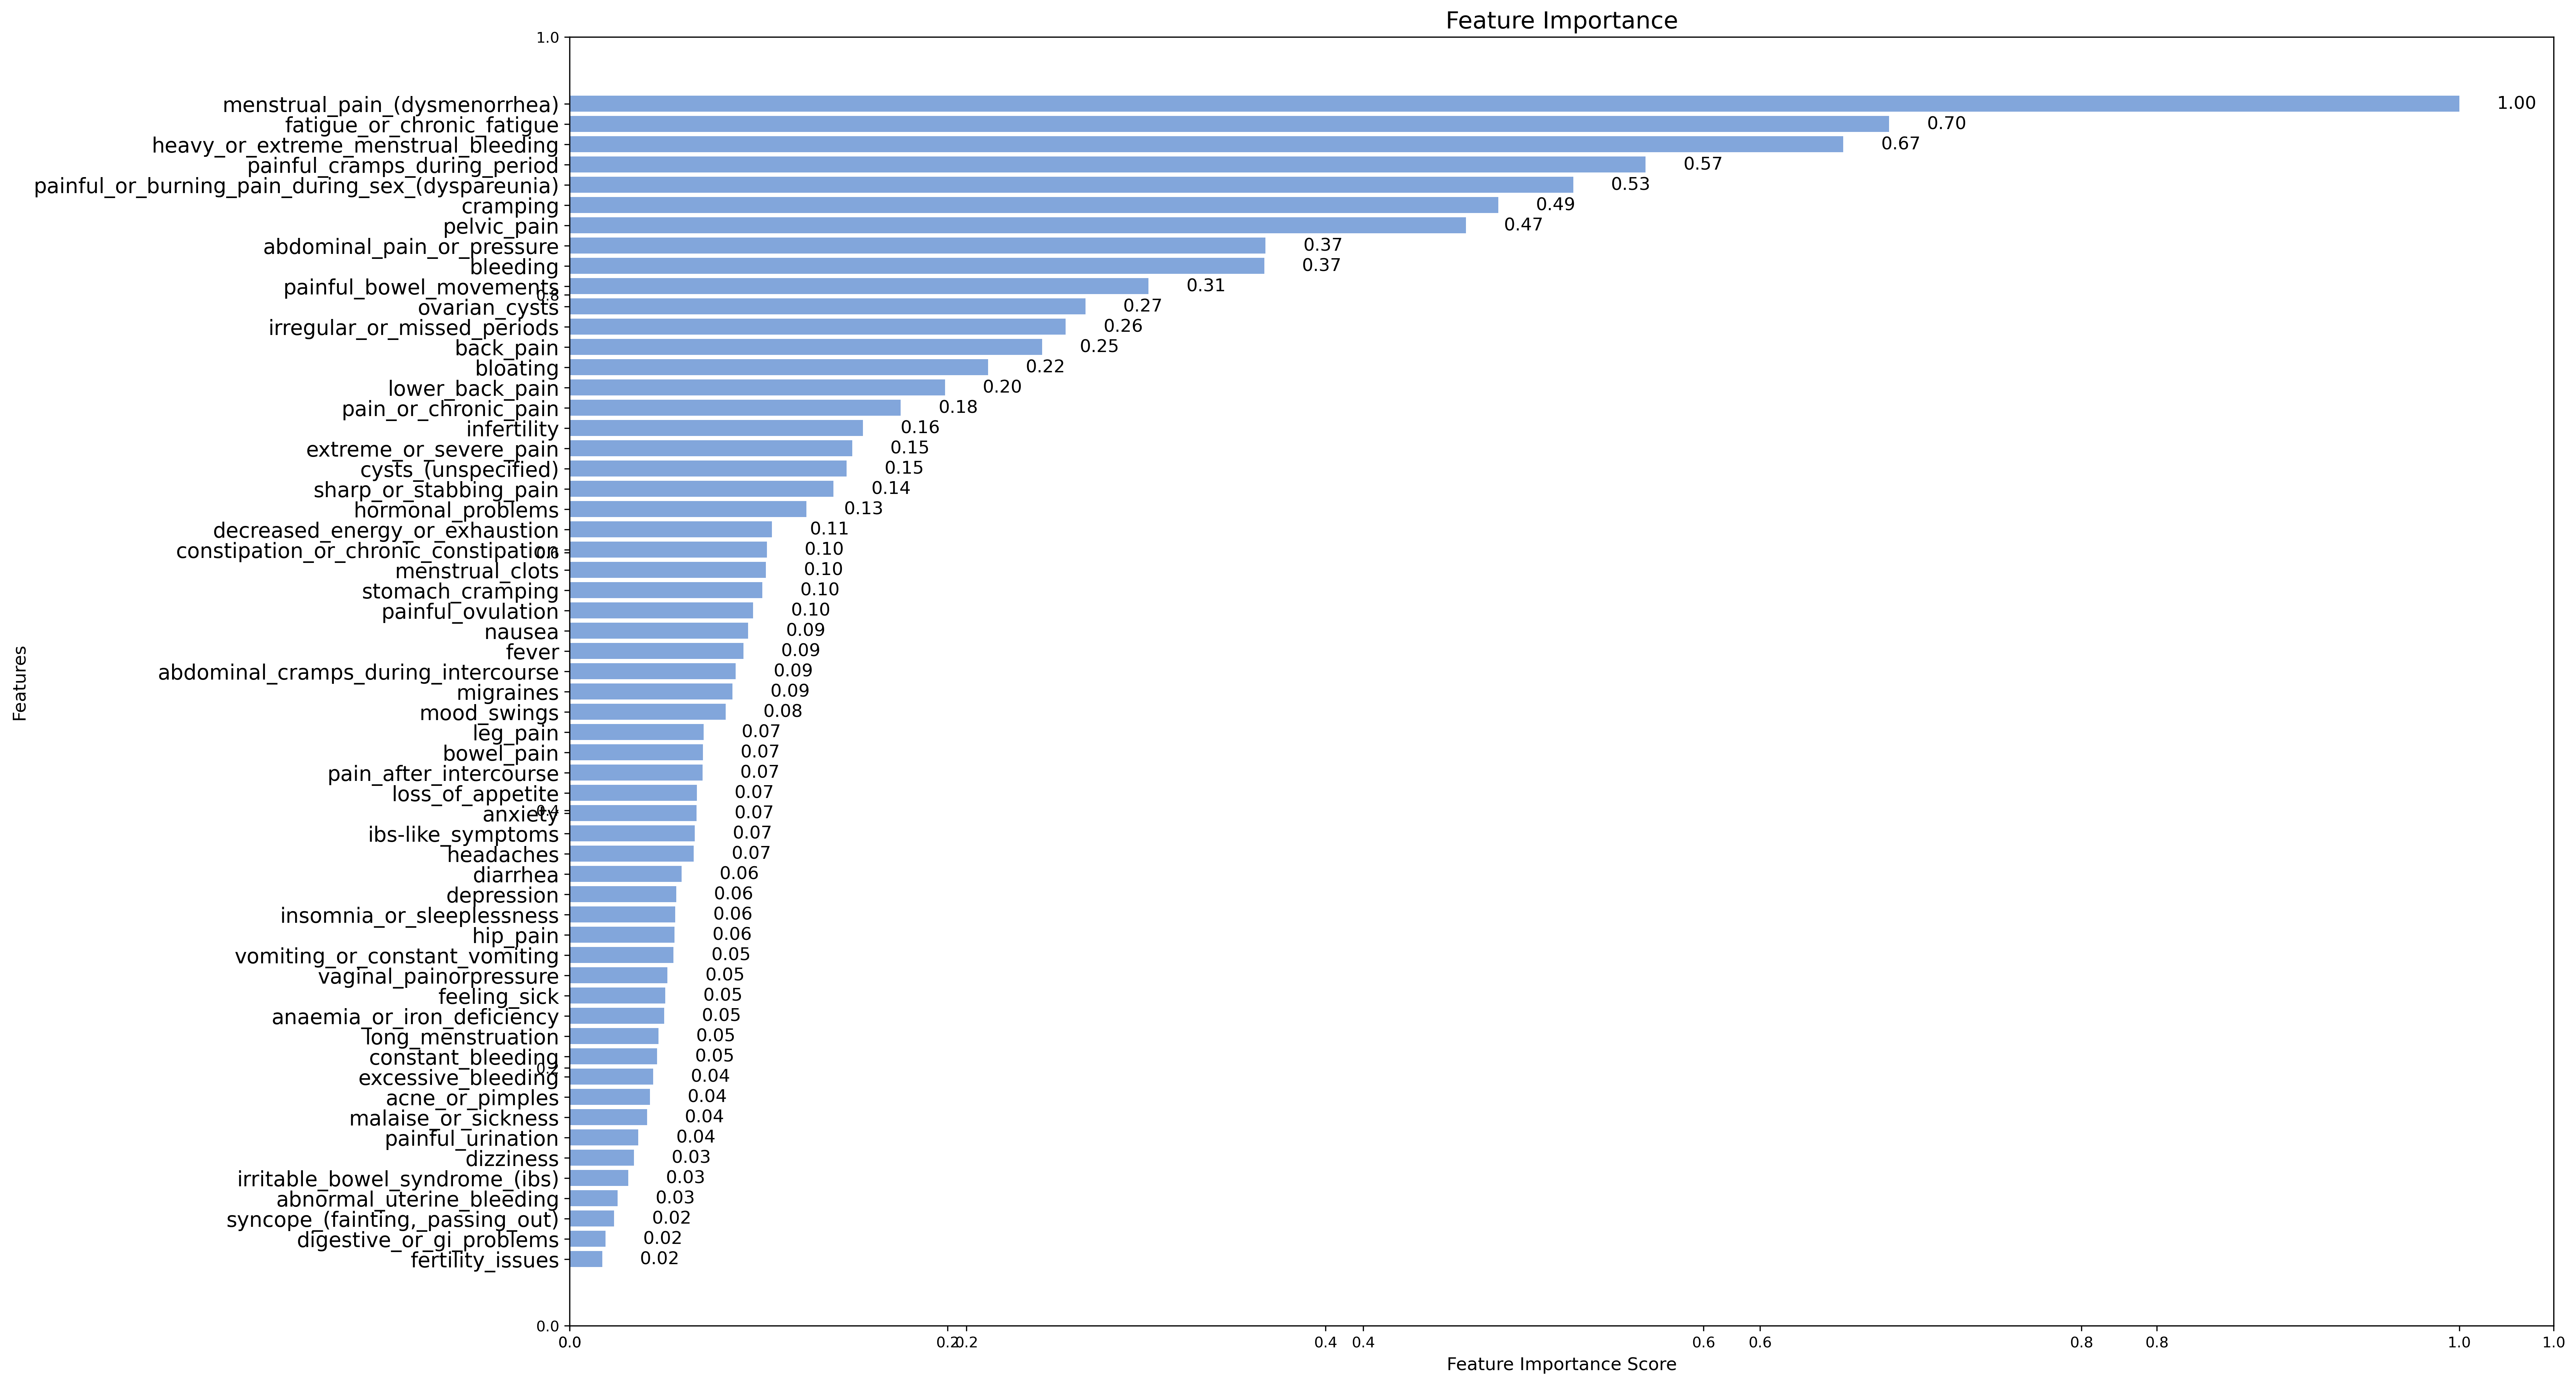 Feature Importance
1.0
menstrual_pain_(dysmenorrhea) 1.00
fatigue_or_chronic_fatigue 0.70
heavy_or_extreme_menstrual_bleeding 0.67
painful_cramps_during_period 0.57
painful_or_burning_pain_during_sex_(dyspareunia) 0.53
cramping 0.49
pelvic_pain 0.47
abdominal_pain_or_pressure 0.37
bleeding 0.37
painful_bowel_movements 0.31
0.8
ovarian_cysts 0.27
irregular_or_missed_periods 0.26
back_pain 0.25
bloating 0.22
lower_back_pain 0.20
pain_or_chronic_pain 0.18
infertility 0.16
extreme_or_severe_pain 0.15
cysts_(unspecified) 0.15
sharp_or_stabbing_pain 0.14
hormonal_problems 0.13
decreased_energy_or_exhaustion 0.11
constipation_or_chronic_constipation 0.10
0.6
menstrual_clots 0.10
stomach_cramping 0.10
painful_ovulation 0.10
nausea 0.09
fever 0.09
abdominal_cramps_during_intercourse 0.09
migraines 0.09
mood_swings 0.08
leg_pain 0.07
bowel_pain 0.07
pain_after_intercourse 0.07
loss_of_appetite 0.07
0.4
anxiety 0.07
ibs-like_symptoms 0.07
headaches 0.07
diarrhea 0.06
depression 0.06
insomnia_or_sleeplessness 0.06
hip_pain 0.06
vomiting_or_constant_vomiting 0.05
vaginal_painorpressure 0.05
feeling_sick 0.05
anaemia_or_iron_deficiency 0.05
long_menstruation 0.05
constant_bleeding 0.05
0.2
excessive_bleeding 0.04
acne_or_pimples 0.04
malaise_or_sickness 0.04
painful_urination 0.04
dizziness 0.03
irritable_bowel_syndrome_(ibs) 0.03
abnormal_uterine_bleeding 0.03
syncope_(fainting,_passing_out) 0.02
digestive_or_gi_problems 0.02
fertility_issues 0.02
0.0
Features
0.0 0.0 0.2 0.2 0.4 0.4 0.6 0.6 0.8 0.8 1.0 1.0
Feature Importance Score